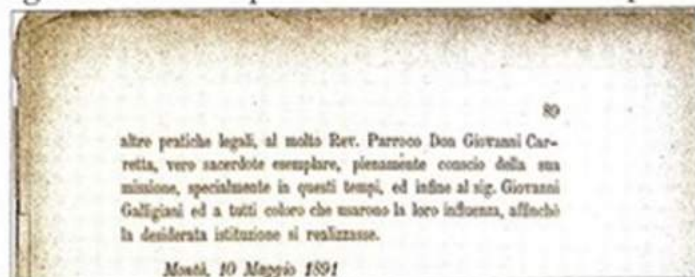 89
altre pratiche legali, al molto Rev. Parroco Don Giovanni Car-
retta, vero sacerdote esemplare, pienamente conscio della sua
missione, specialmente in questi tempi, ed infine al sig. Giovanni
Galfigiani ed a tutti coloro che usarono la loro influenza, affinchè
la desiderata istituzione si realizzasse.
Montà, 10 Maggio 1891